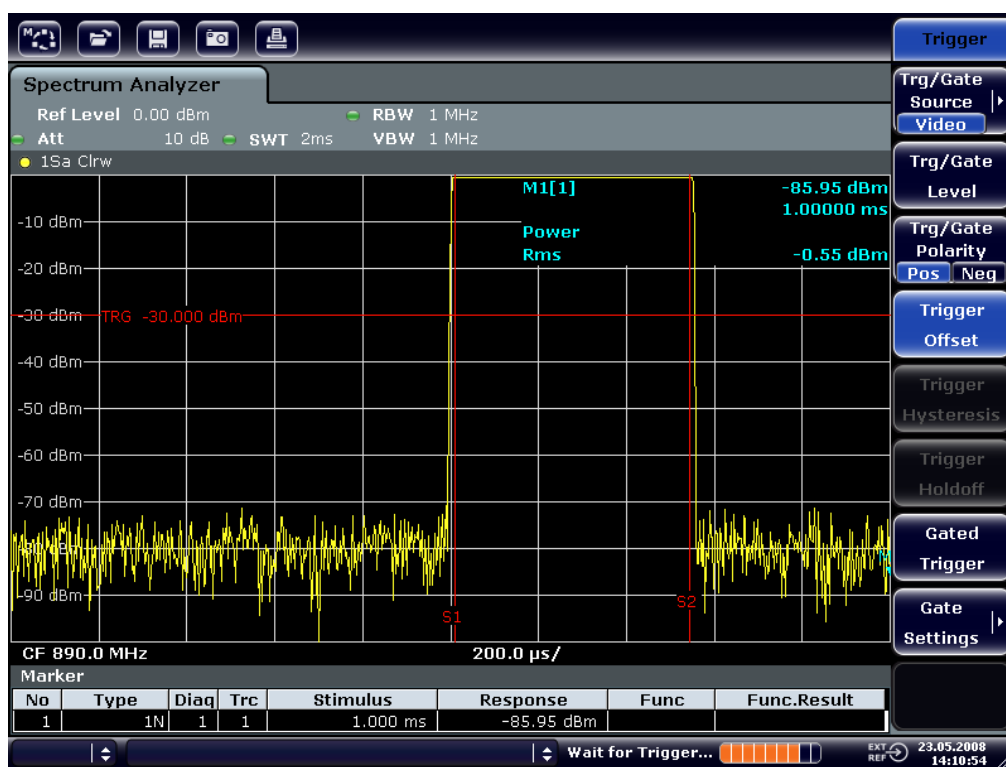 Trigger
Spectrum Analyzer
Ref Level 0.00 dBm RBW 1 MHz
Att 10 dB SWT 2ms VBW 1 MHz
1Sa Clrw
M1[1] -85.95 dBm
1.00000 ms
Power
Rms -0.55 dBm
-10 dBm
-20 dBm
-30 dBm
TRG -30.000 dBm
-40 dBm
-50 dBm
-60 dBm
-70 dBm
-80 dBm
-90 dBm
S1
S2
CF 890.0 MHz 200.0 µs/
Marker
No Type Diag Trc Stimulus Response Func Func.Result
1 1N 1 1 1.000 ms -85.95 dBm
Wait for Trigger... EXT REF 23.05.2008
14:10:54
Trg/Gate
Source
Video
Trg/Gate
Level
Trg/Gate
Polarity
Pos Neg
Trigger
Offset
Trigger
Hysteresis
Trigger
Holdoff
Gated
Trigger
Gate
Settings